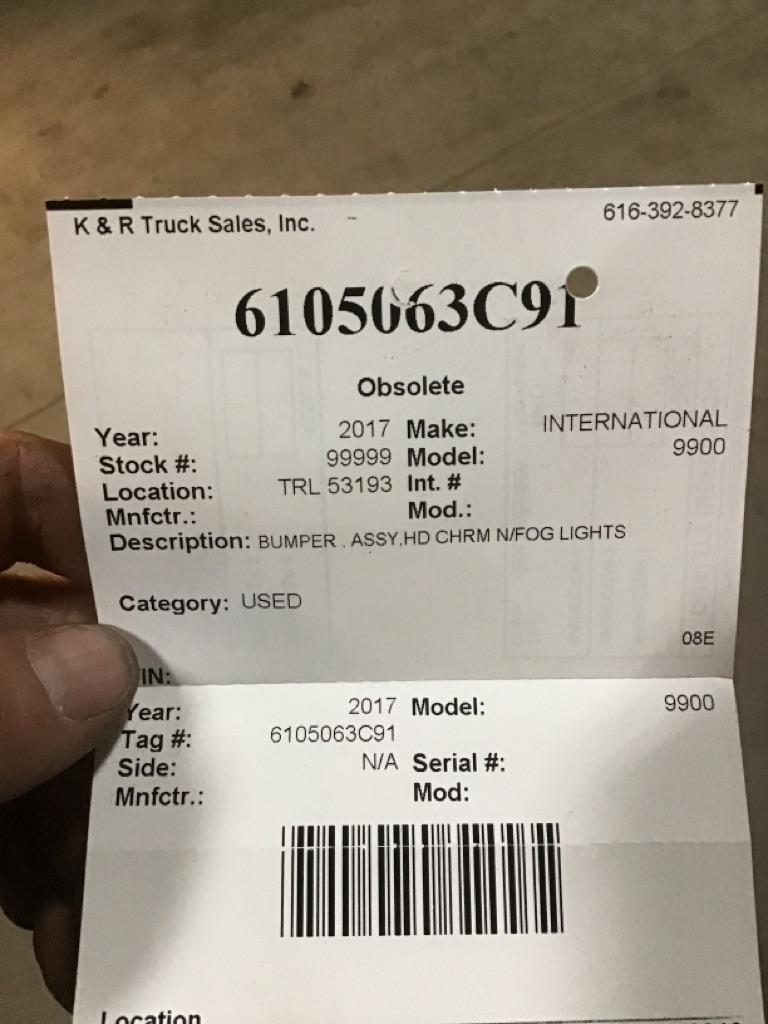 K & R Truck Sales, Inc.
616-392-8377
6105063C91
Obsolete
Year: 2017 Make: INTERNATIONAL
Stock #: 99999 Model: 9900
Location: TRL 53193 Int. #
Mnfctr.: Mod.:
Description: BUMPER . ASSY,HD CHRM N/FOG LIGHTS
Category: USED
08E
IN:
Year: 2017 Model: 9900
Tag #: 6105063C91
Side: N/A Serial #:
Mnfctr.: Mod:
Location